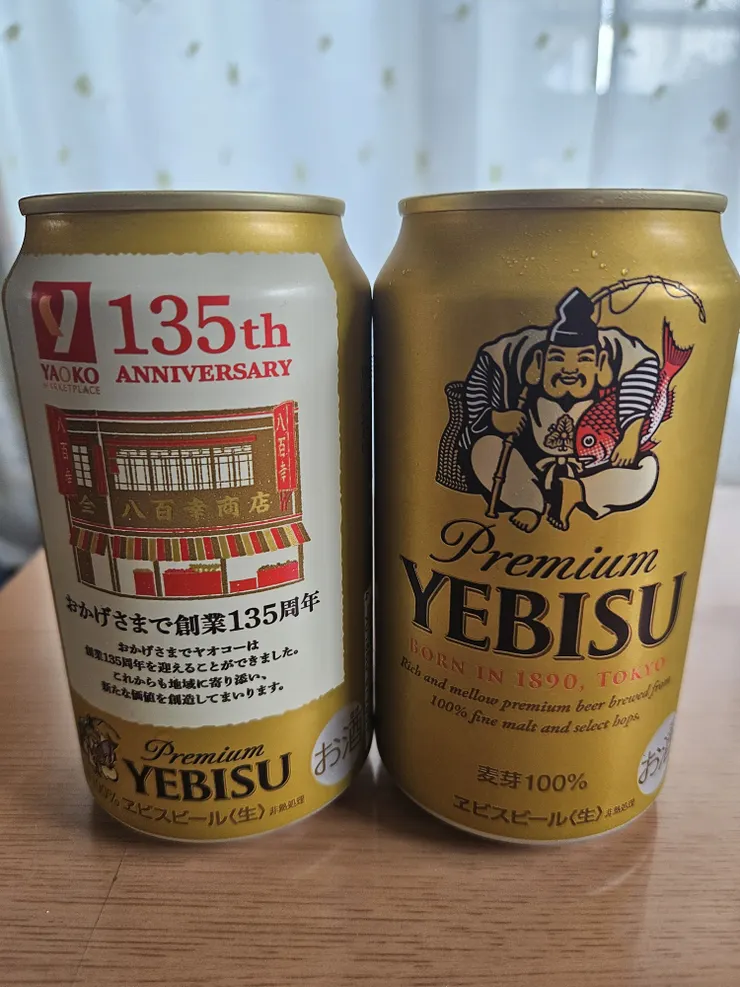 y
YAOKO
MARKETPLACE
135th
ANNIVERSARY
八百幸
八百幸
八百幸商店
おかげさまで創業135周年
おかげさまでヤオコーは
創業135周年を迎えることができました。
これからも地域に寄り添い、
新たな価値を創造してまいります。
Premium
YEBISU
お酒
ヱビスビール〈生〉非熱処理
Premium
YEBISU
BORN IN 1890, TOKYO
Rich and mellow premium beer brewed from
100% fine malt and select hops.
麦芽100%
お酒
ヱビスビール〈生〉非熱処理